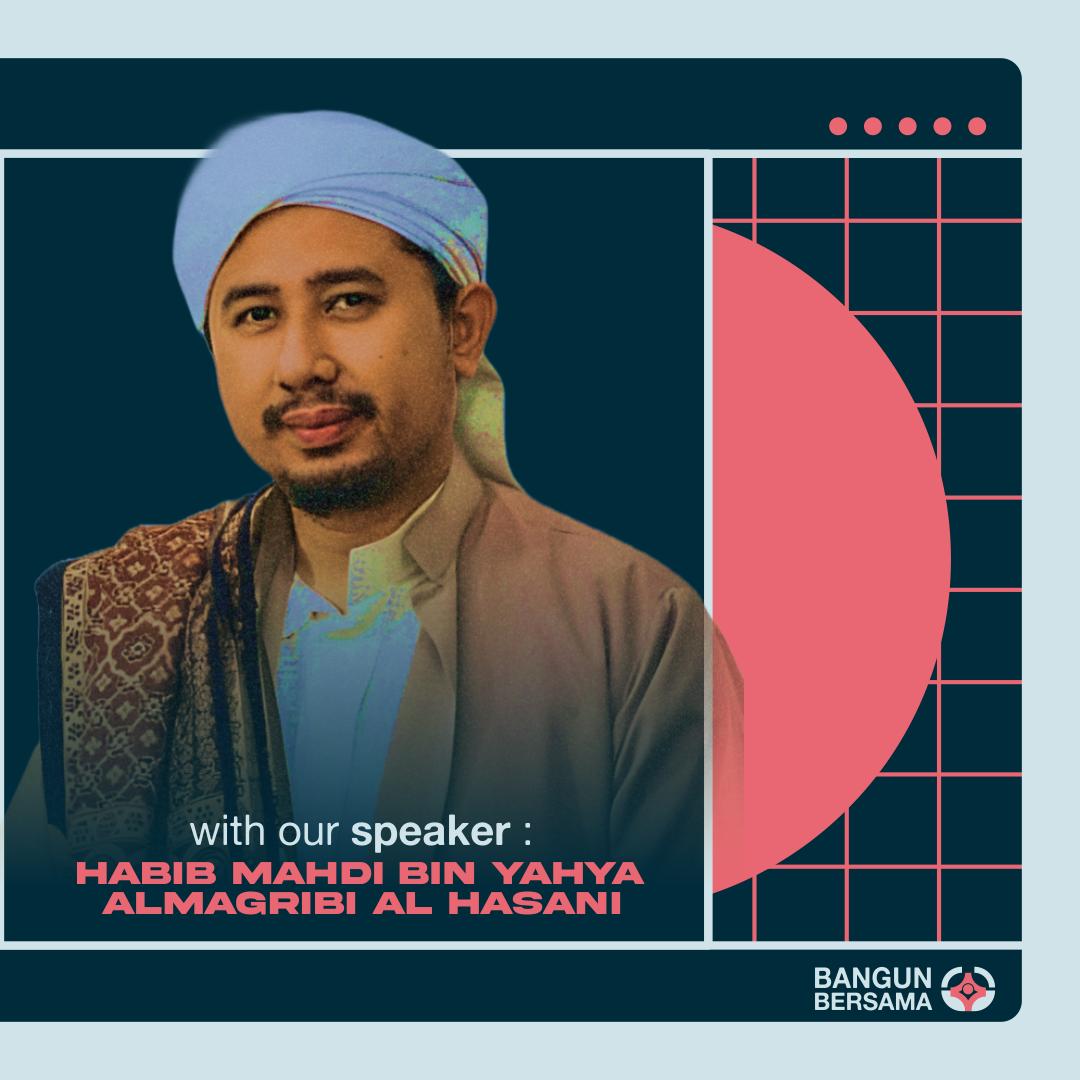 with our speaker :
HABIB MAHDI BIN YAHYA
ALMAGRIBI AL HASANI
BANGUN
BERSAMA